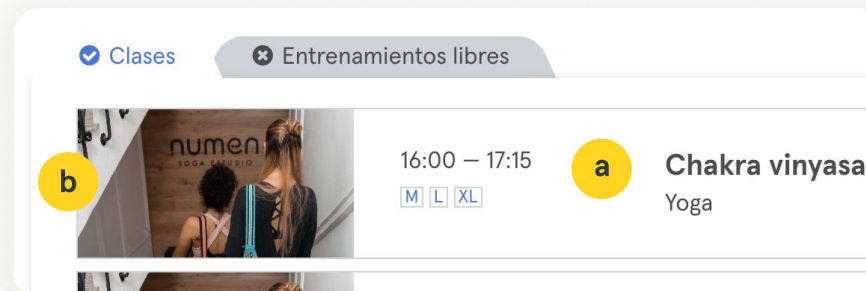 Clases
Entrenamientos libres
numen
YOGA ESTUDIO
b
16:00 – 17:15
M L XL
a
Chakra vinyasa
Yoga